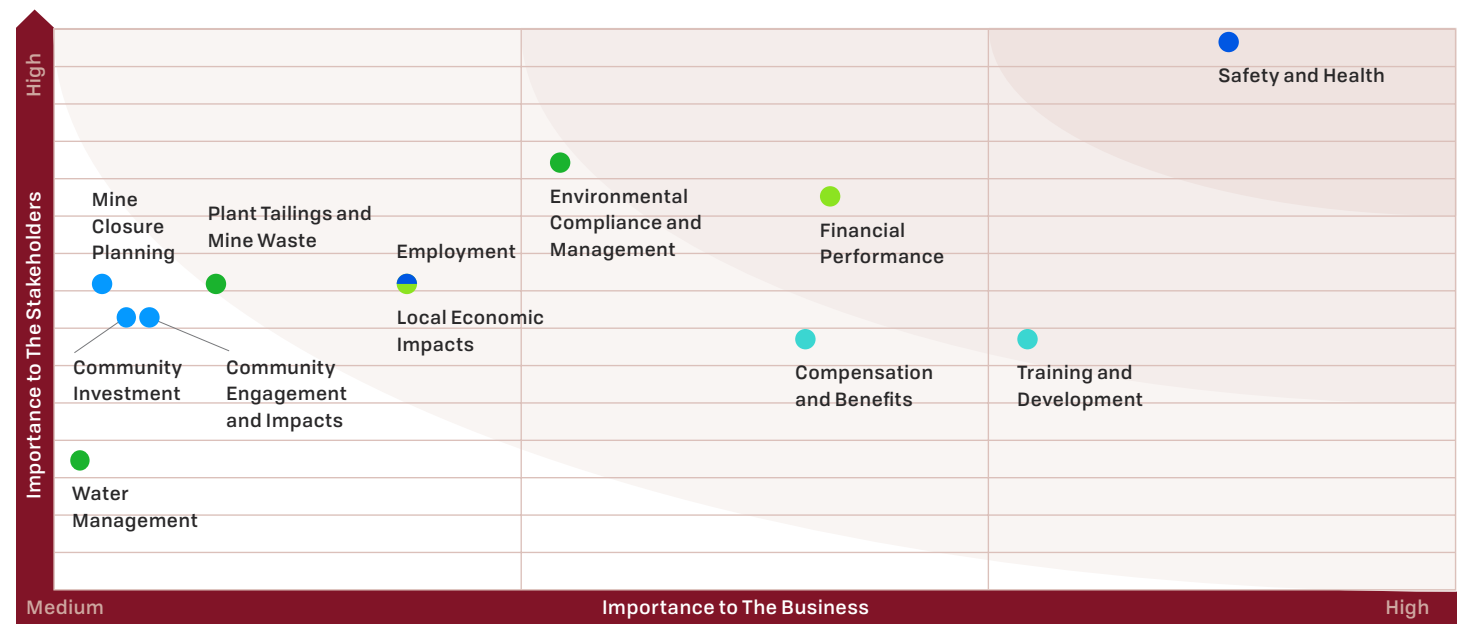 High
Importance to The Stakeholders
Safety and Health
Mine
Closure
Planning
Plant Tailings and
Mine Waste
Employment
Local Economic
Impacts
Environmental
Compliance and
Management
Financial
Performance
Community
Investment
Community
Engagement
and Impacts
Compensation
and Benefits
Training and
Development
Water
Management
Medium
Importance to The Business
High